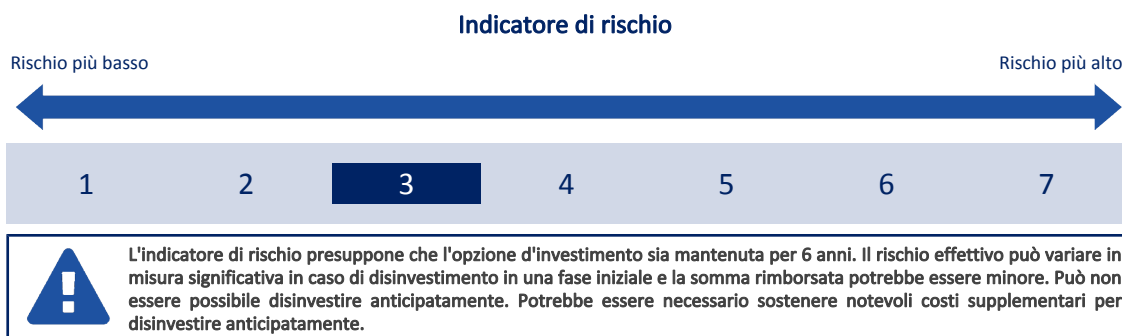 Indicatore di rischio
Rischio più basso
Rischio più alto
1 2 3 4 5 6 7
L'indicatore di rischio presuppone che l'opzione d'investimento sia mantenuta per 6 anni. Il rischio effettivo può variare in
misura significativa in caso di disinvestimento in una fase iniziale e la somma rimborsata potrebbe essere minore. Può non
essere possibile disinvestire anticipatamente. Potrebbe essere necessario sostenere notevoli costi supplementari per
disinvestire anticipatamente.